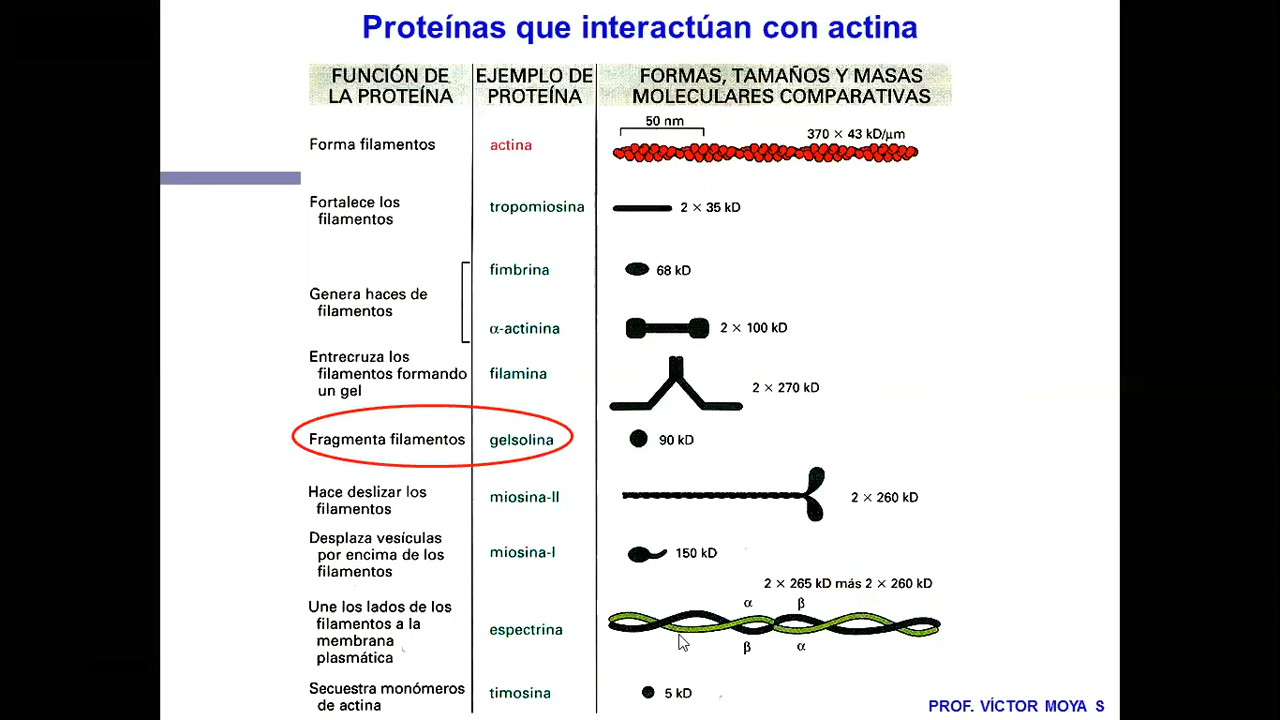 Proteínas que interactúan con actina
FUNCIÓN DE
LA PROTEÍNA
EJEMPLO DE
PROTEÍNA
FORMAS, TAMAÑOS Y MASAS
MOLECULARES COMPARATIVAS
Forma filamentos
actina
50 nm
370 × 43 kD/µm
Fortalece los
filamentos
tropomiosina
2 × 35 kD
Genera haces de
filamentos
fimbrina
68 kD
α-actinina
2 × 100 kD
Entrecruza los
filamentos formando
un gel
filamina
2 × 270 kD
Fragmenta filamentos
gelsolina
90 kD
Hace deslizar los
filamentos
miosina-II
2 × 260 kD
Desplaza vesículas
por encima de los
filamentos
miosina-I
150 kD
Une los lados de los
filamentos a la
membrana
plasmática
espectrina
2 × 265 kD más 2 × 260 kD
α β
β α
Secuestra monómeros
de actina
timosina
5 kD
PROF. VÍCTOR MOYA S